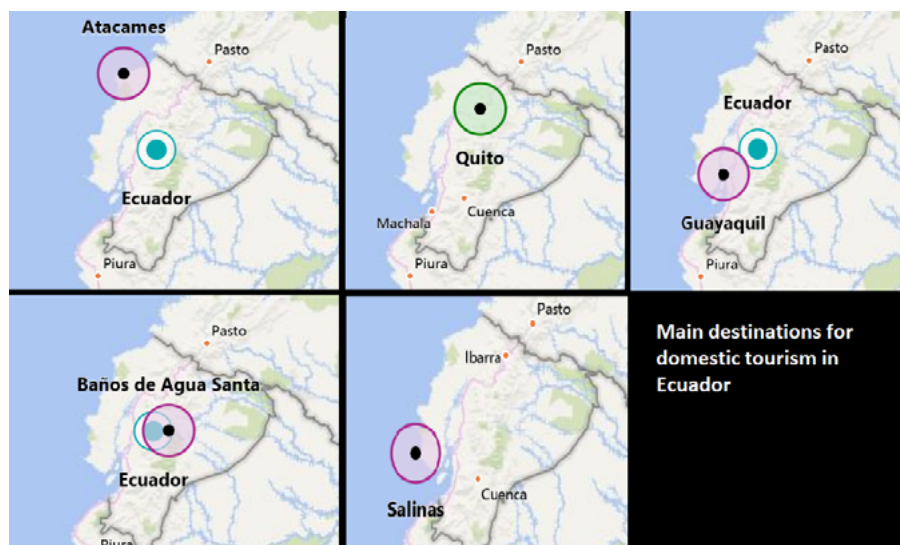 Atacames
Pasto
Ecuador
Piura
Pasto
Quito
Machala
Cuenca
Piura
Pasto
Ecuador
Guayaquil
Piura
Pasto
Baños de Agua Santa
Ecuador
Piura
Pasto
Ibarra
Cuenca
Salinas
Main destinations for
domestic tourism in
Ecuador